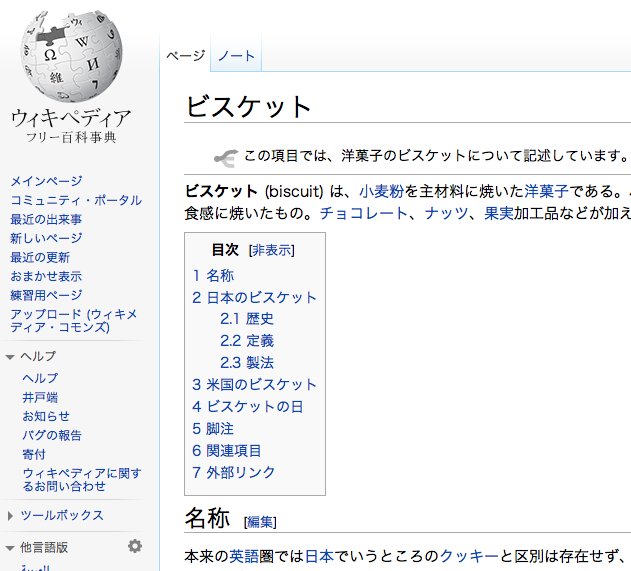 ウィキペディア
フリー百科事典
メインページ
コミュニティ・ポータル
最近の出来事
新しいページ
最近の更新
おまかせ表示
練習用ページ
アップロード (ウィキメ
ディア・コモンズ)
ヘルプ
ヘルプ
井戸端
お知らせ
バグの報告
寄付
ウィキペディアに関す
るお問い合わせ
ツールボックス
他言語版
ページ
ノート
ビスケット
この項目では、洋菓子のビスケットについて記述しています。
ビスケット (biscuit) は、小麦粉を主材料に焼いた洋菓子である。
食感に焼いたもの。チョコレート、ナッツ、果実加工品などが加え
目次 [非表示]
1 名称
2 日本のビスケット
2.1 歴史
2.2 定義
2.3 製法
3 米国のビスケット
4 ビスケットの日
5 脚注
6 関連項目
7 外部リンク
名称 [編集]
本来の英語圏では日本でいうところのクッキーと区別は存在せず、